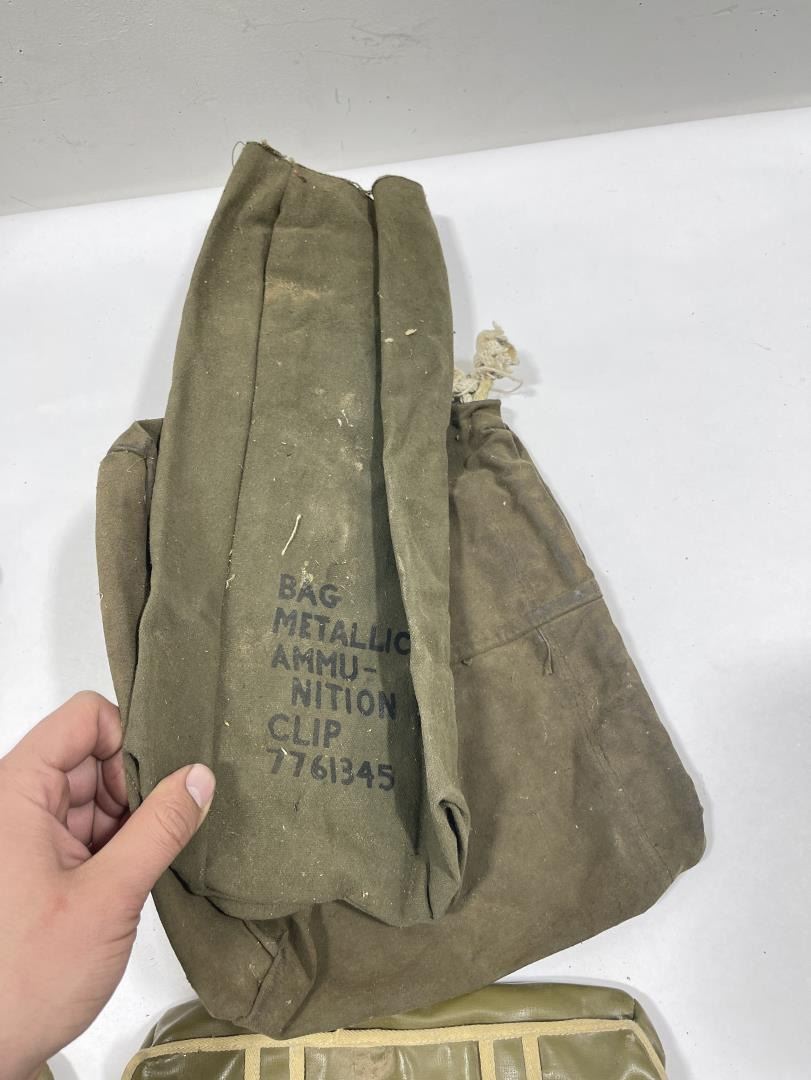 BAG
METALLIC
AMMU-
NITION
CLIP
7761345